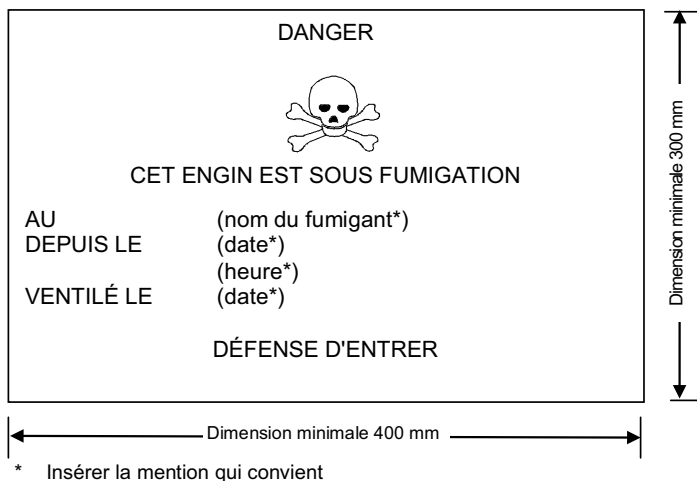 DANGER
CET ENGIN EST SOUS FUMIGATION
AU (nom du fumigant*)
DEPUIS LE (date*)
(heure*)
VENTILÉ LE (date*)
DÉFENSE D'ENTRER
Dimension minimale 300 mm
Dimension minimale 400 mm
* Insérer la mention qui convient